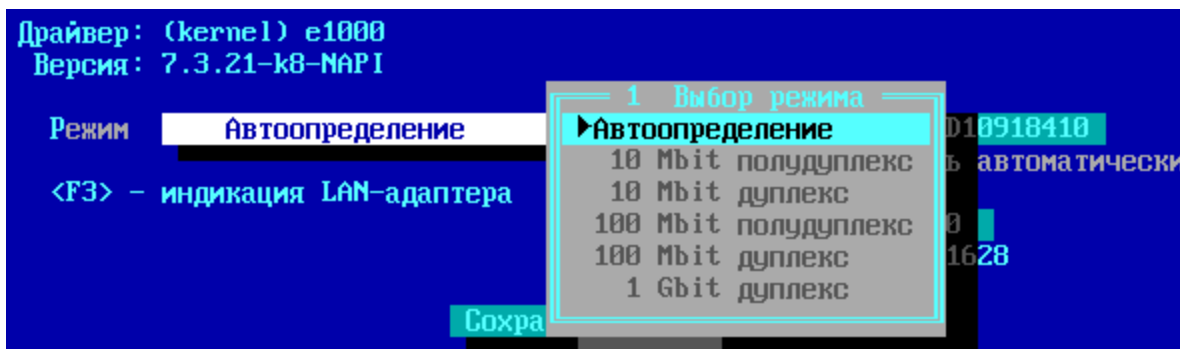 Драйвер: (kernel) e1000
Версия: 7.3.21-k8-NAPI
1 Выбор режима
Режим Автоопределение
▶Автоопределение
10918410
10 Mbit полудуплекс
автоматически
<F3> - индикация LAN-адаптера
10 Mbit дуплекс
100 Mbit полудуплекс
0
100 Mbit дуплекс
1628
1 Gbit дуплекс
Сохра